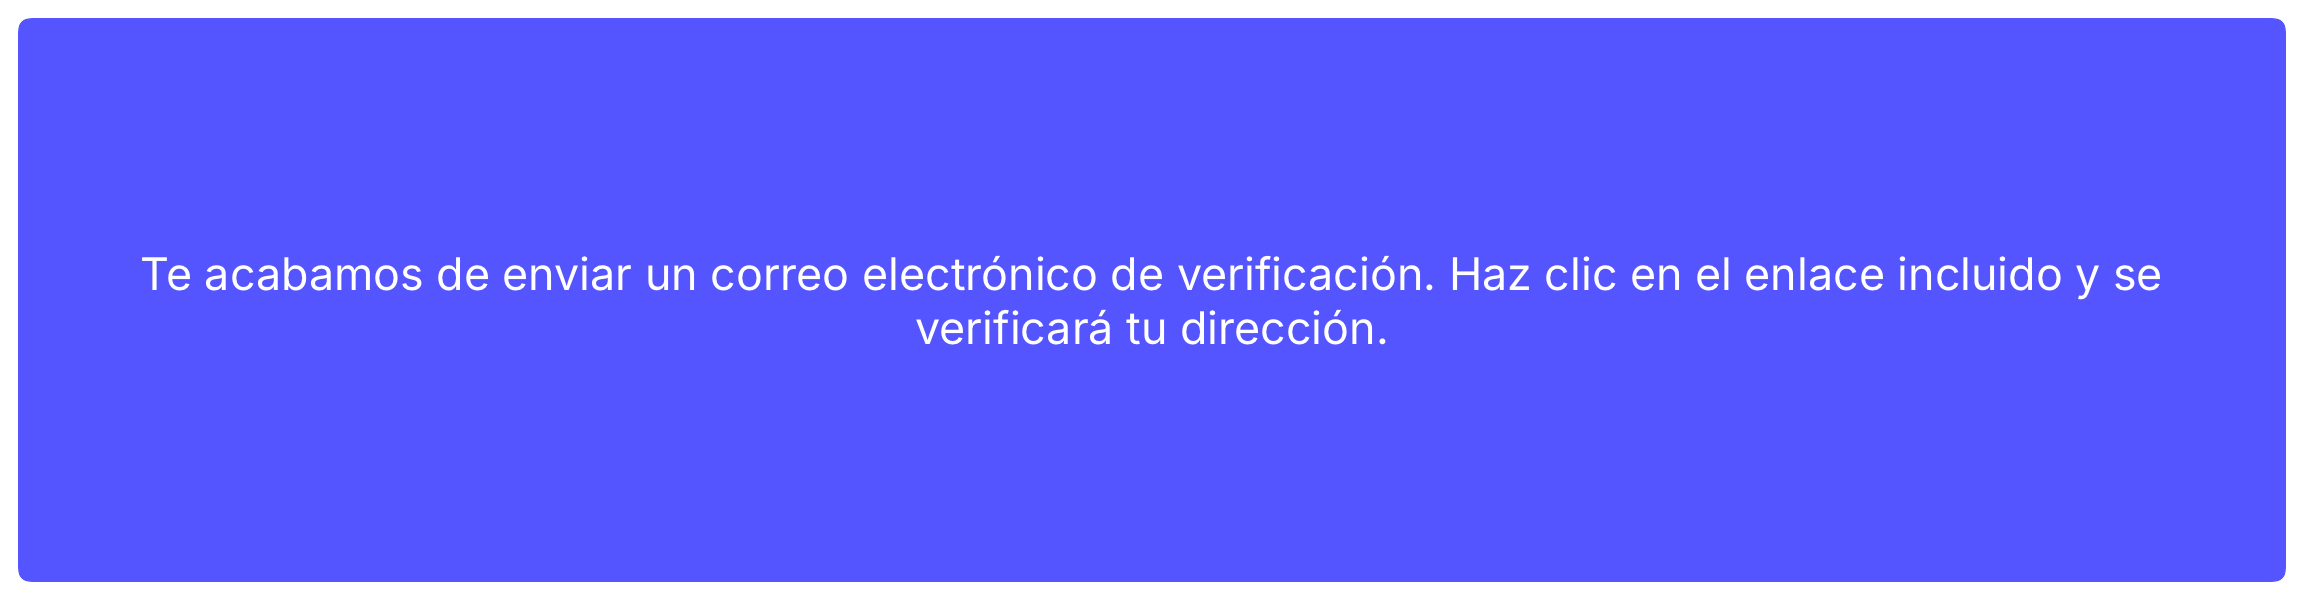 Te acabamos de enviar un correo electrónico de verificación. Haz clic en el enlace incluido y se
verificará tu dirección.